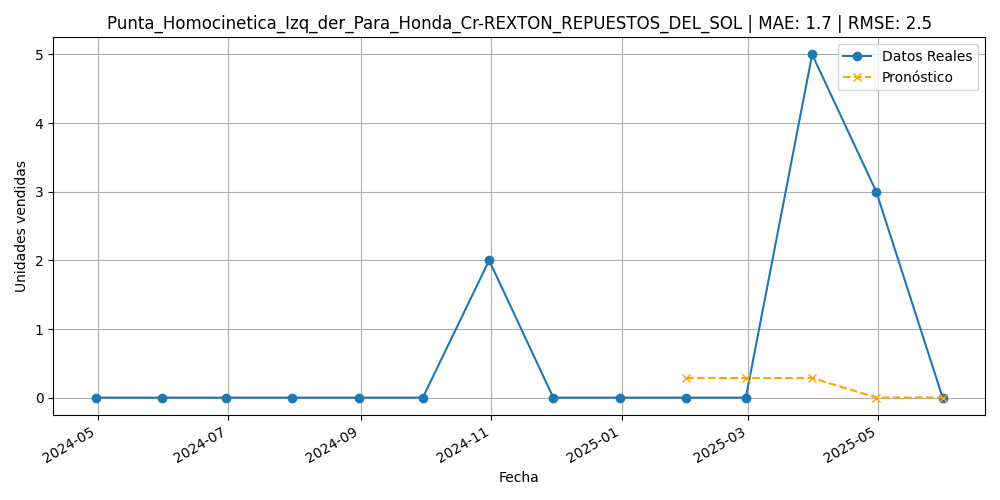 Punta_Homocinetica_Izq_der_Para_Honda_Cr-REXTON_REPUESTOS_DEL_SOL | MAE: 1.7 | RMSE: 2.5
Datos Reales
Pronóstico
Unidades vendidas
5
4
3
2
1
0
2024-05
2024-07
2024-09
2024-11
2025-01
2025-03
2025-05
Fecha